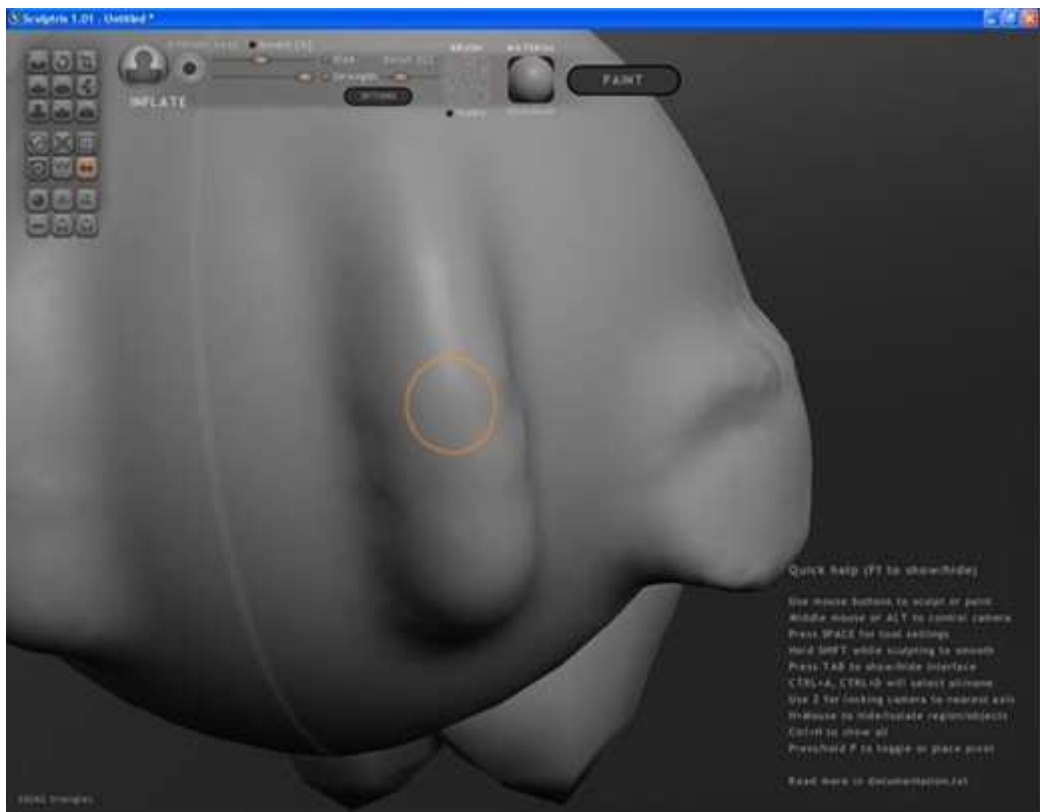 Sculptris 1.01 - Untitled *
BRUSH
MATERIAL
Size
Detail
Strength
PAINT
OPTIONS
INFLATE
Quick help (F1 to show/hide)
Use mouse buttons to sculpt or paint
Middle mouse or ALT to control camera
Press SPACE for tool settings
Hold SHIFT while sculpting to smooth
Press TAB to show/hide interface
CTRL+A, CTRL+D will select all/none
Use Z for locking camera to nearest axis
H+Mouse to hide/isolate region/objects
Ctrl+H to show all
Press/hold P to toggle or place pivot
Read more in documentation.txt
triangles